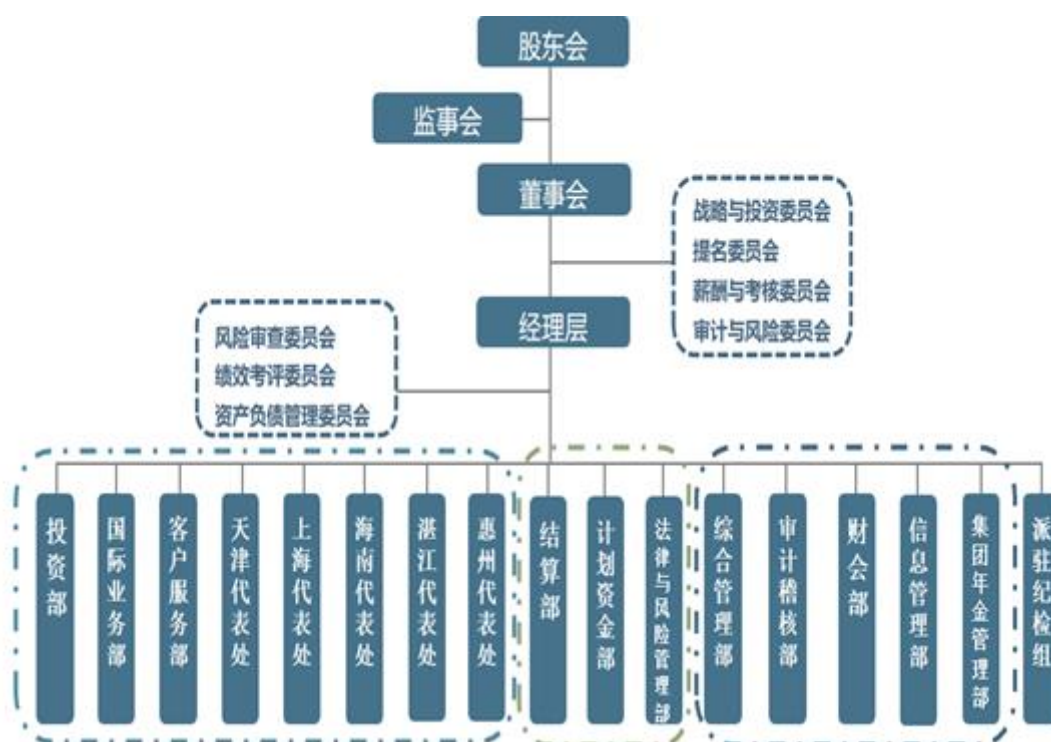 股东会
监事会
董事会
战略与投资委员会
提名委员会
薪酬与考核委员会
审计与风险委员会
经理层
风险审查委员会
绩效考评委员会
资产负债管理委员会
投资部
国际业务部
客户服务部
天津代表处
上海代表处
海南代表处
湛江代表处
惠州代表处
结算部
计划资金部
法律与风险管理部
综合管理部
审计稽核部
财会部
信息管理部
集团年金管理部
派驻纪检组